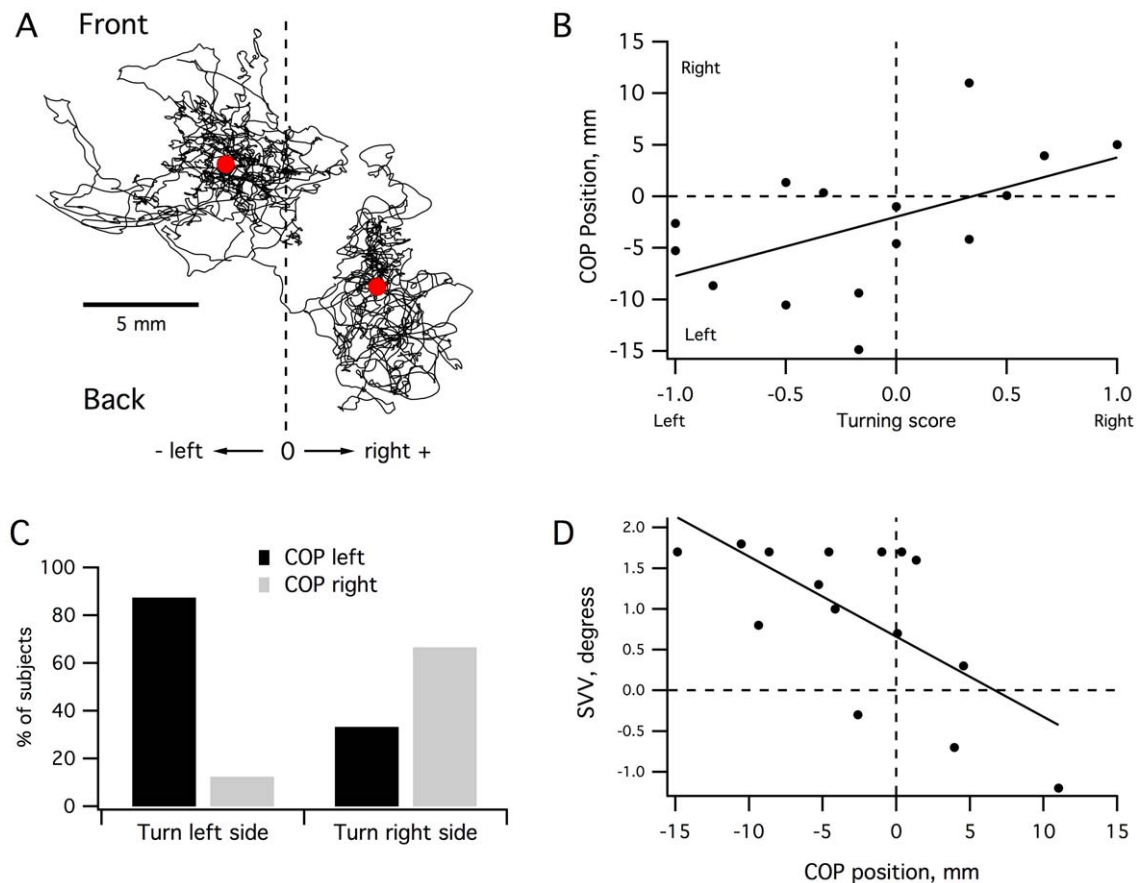 A
Front
5 mm
Back
- left 0 right +
B
COP Position, mm
15
10
5
0
-5
-10
-15
Right
Left
-1.0 -0.5 0.0 0.5 1.0
Left Turning score Right
C
COP left
COP right
% of subjects
100
80
60
40
20
0
Turn left side Turn right side
D
SVV, degress
2.0
1.5
1.0
0.5
0.0
-0.5
-1.0
-15 -10 -5 0 5 10 15
COP position, mm